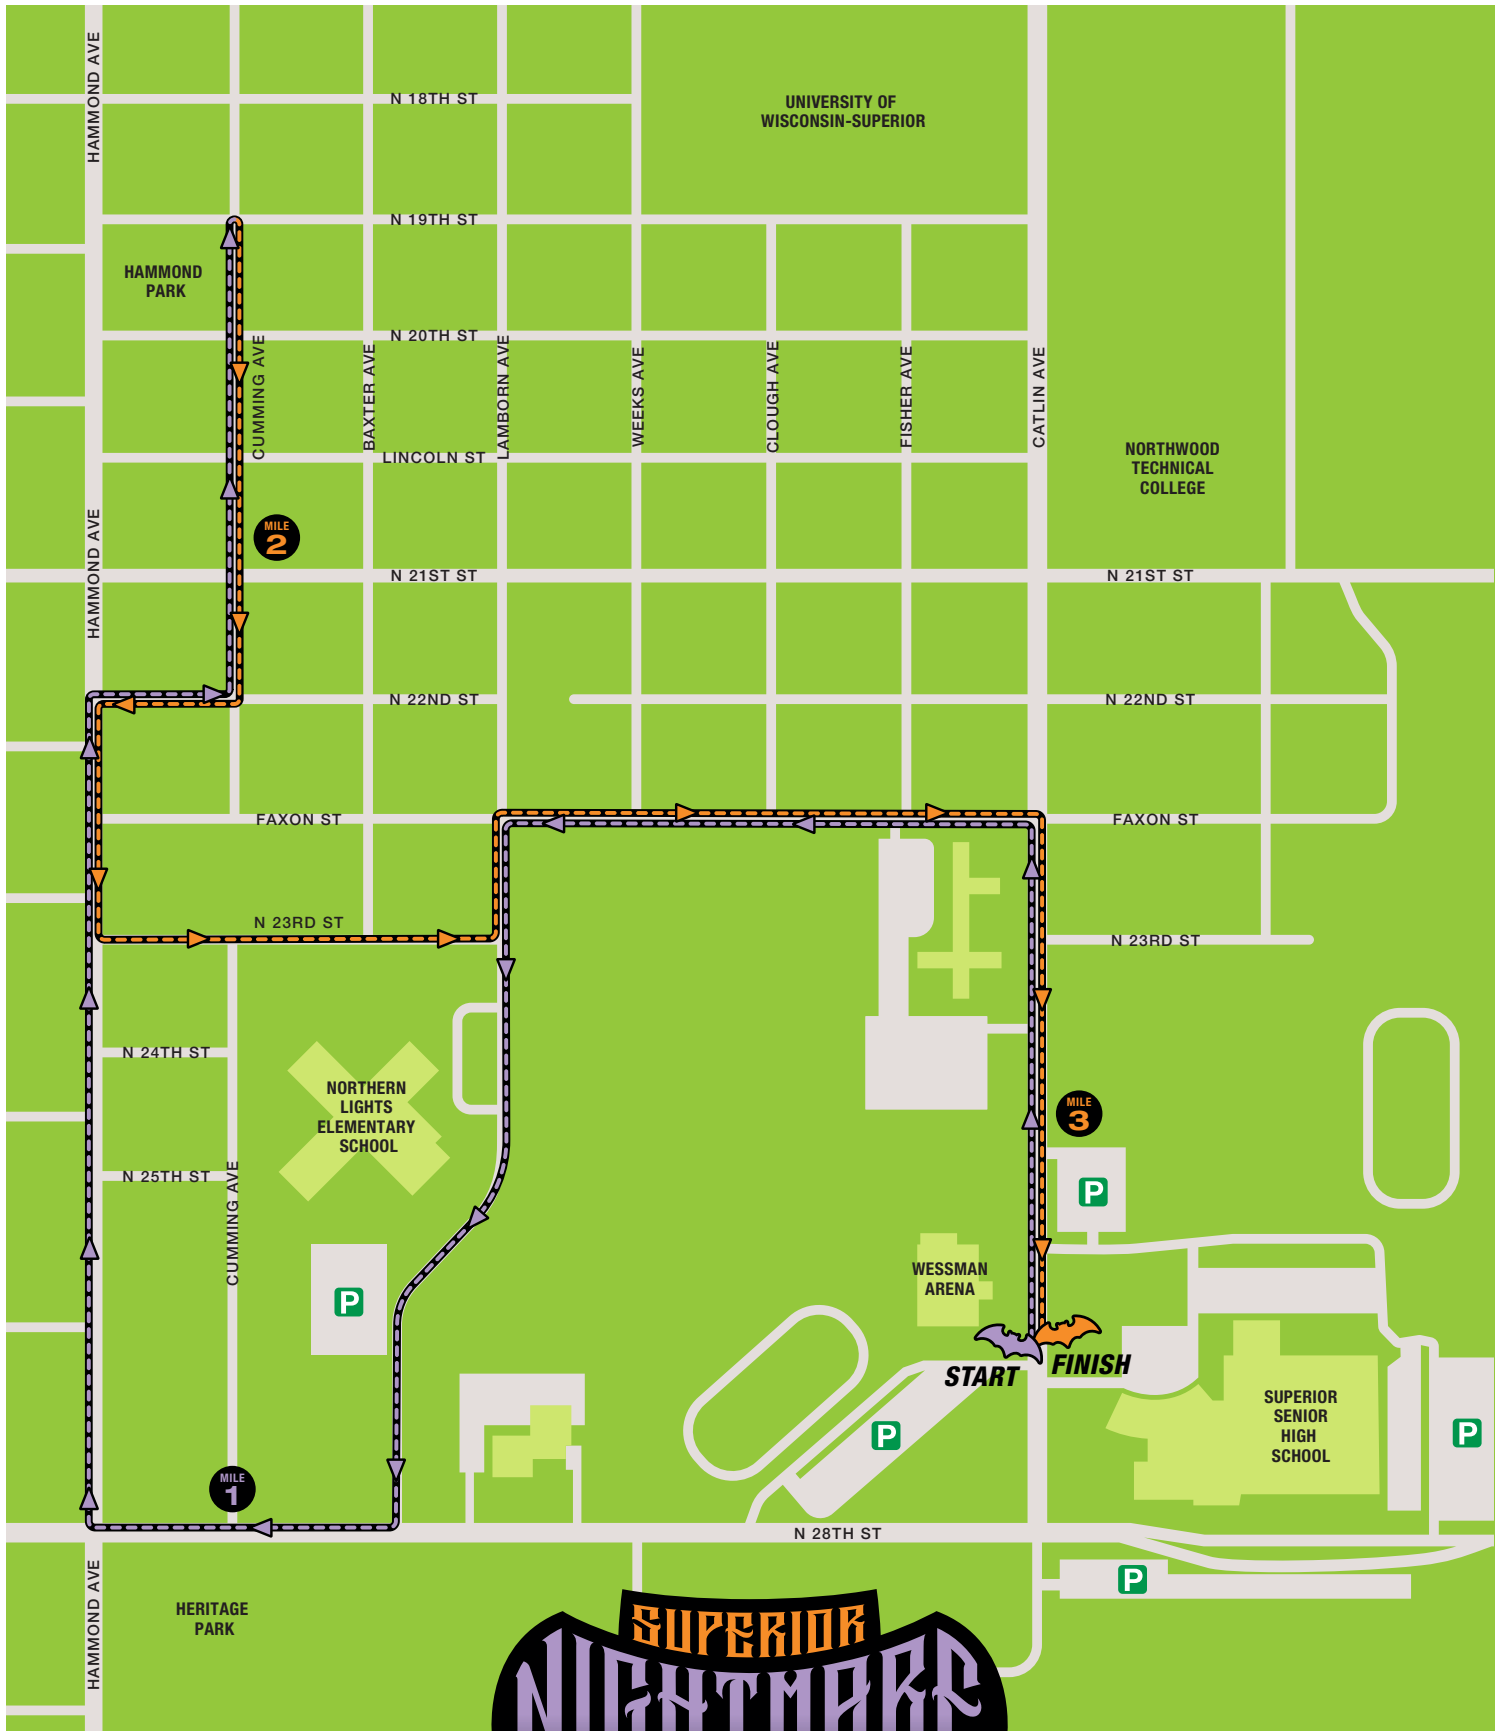 HAMMOND AVE
N 18TH ST
UNIVERSITY OF
WISCONSIN-SUPERIOR
N 19TH ST
HAMMOND
PARK
N 20TH ST
CUMMING AVE
BAXTER AVE
LAMBORN AVE
WEEKS AVE
CLOUGH AVE
FISHER AVE
CATLIN AVE
LINCOLN ST
NORTHWOOD
TECHNICAL
COLLEGE
HAMMOND AVE
MILE
2
N 21ST ST
N 21ST ST
N 22ND ST
N 22ND ST
FAXON ST
FAXON ST
N 23RD ST
N 23RD ST
N 24TH ST
NORTHERN
LIGHTS
ELEMENTARY
SCHOOL
MILE
3
N 25TH ST
CUMMING AVE
P
P
WESSMAN
ARENA
START
FINISH
SUPERIOR
SENIOR
HIGH
SCHOOL
P
P
MILE
1
N 28TH ST
HAMMOND AVE
HERITAGE
PARK
P
SUPERIOR
NIGHTMARE